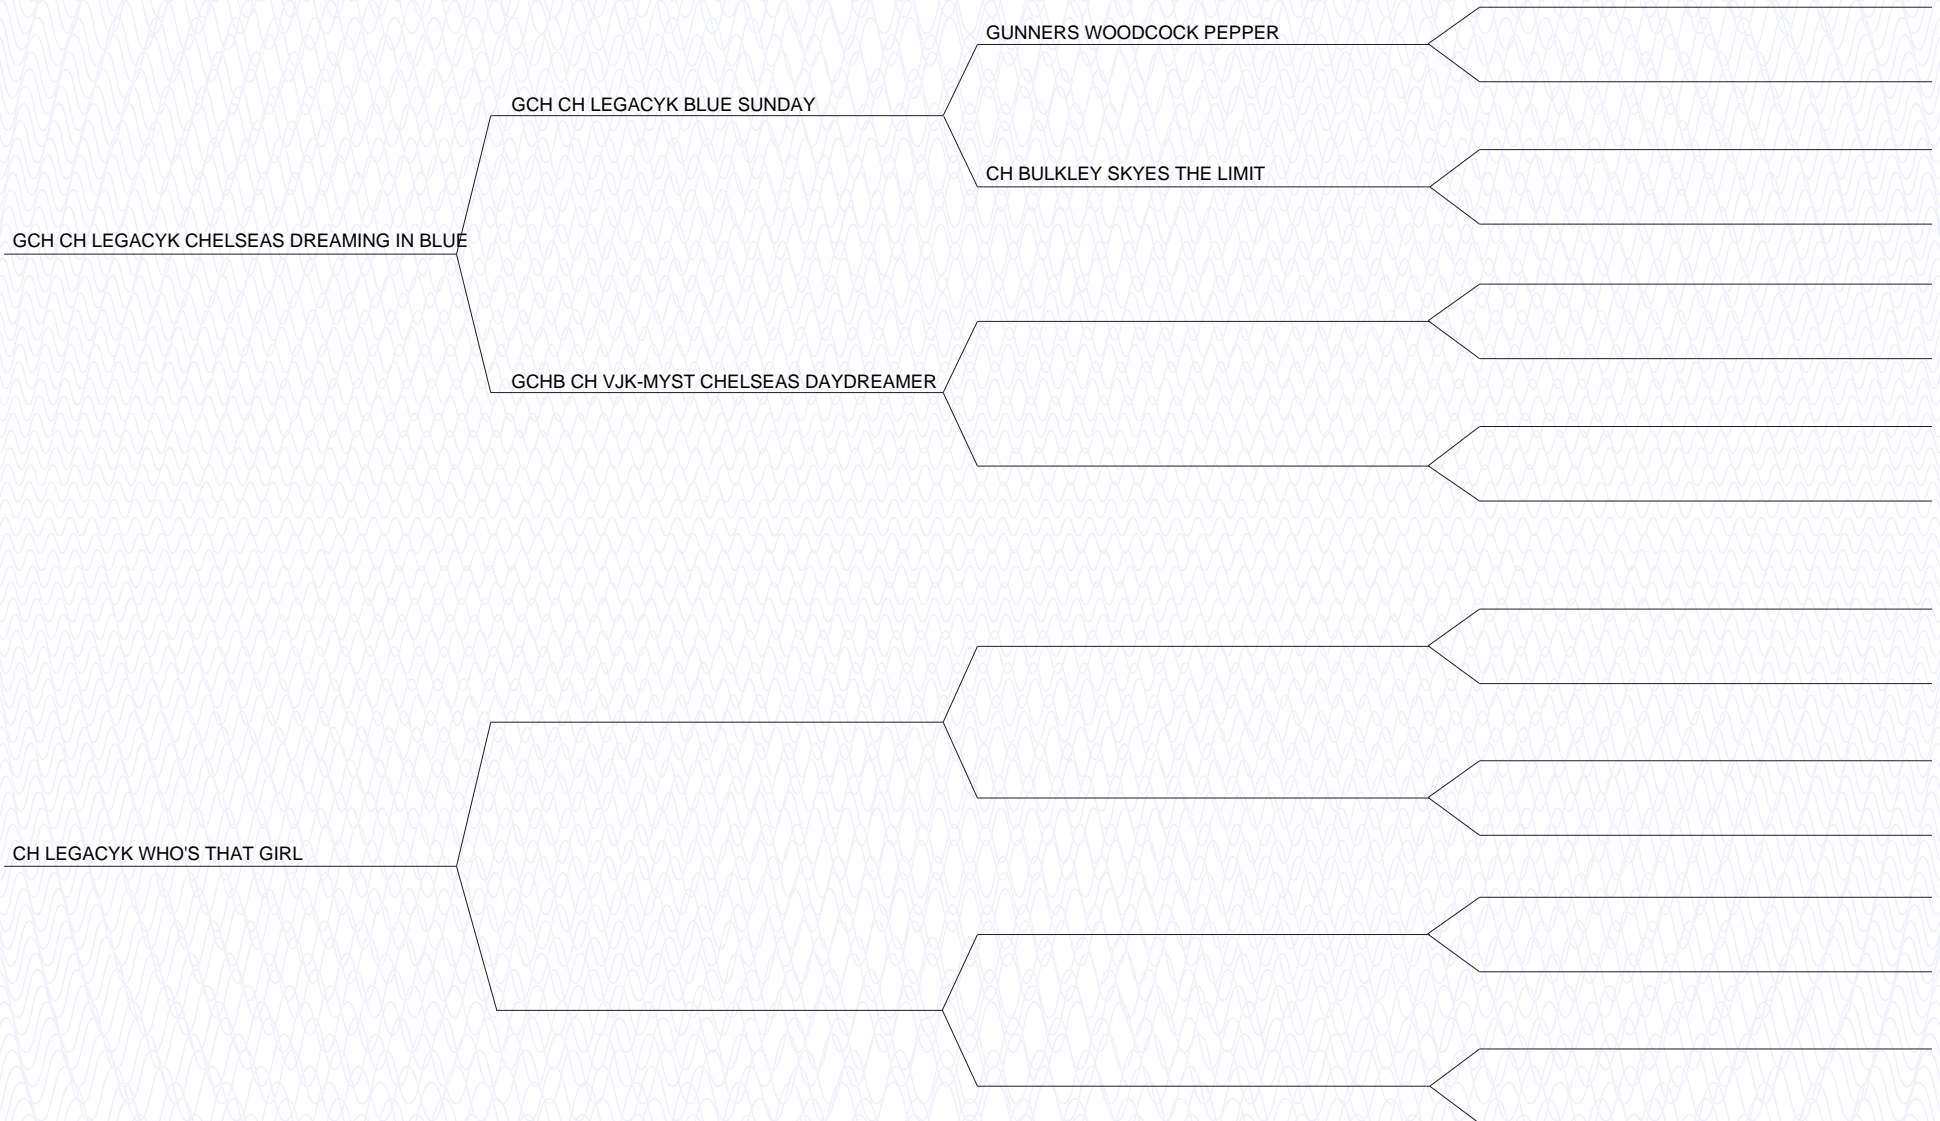 GUNNERS WOODCOCK PEPPER
GCH CH LEGACYK BLUE SUNDAY
CH BULKLEY SKYES THE LIMIT
GCH CH LEGACYK CHELSEAS DREAMING IN BLUE
GCHB CH VJK-MYST CHELSEAS DAYDREAMER
CH LEGACYK WHO'S THAT GIRL